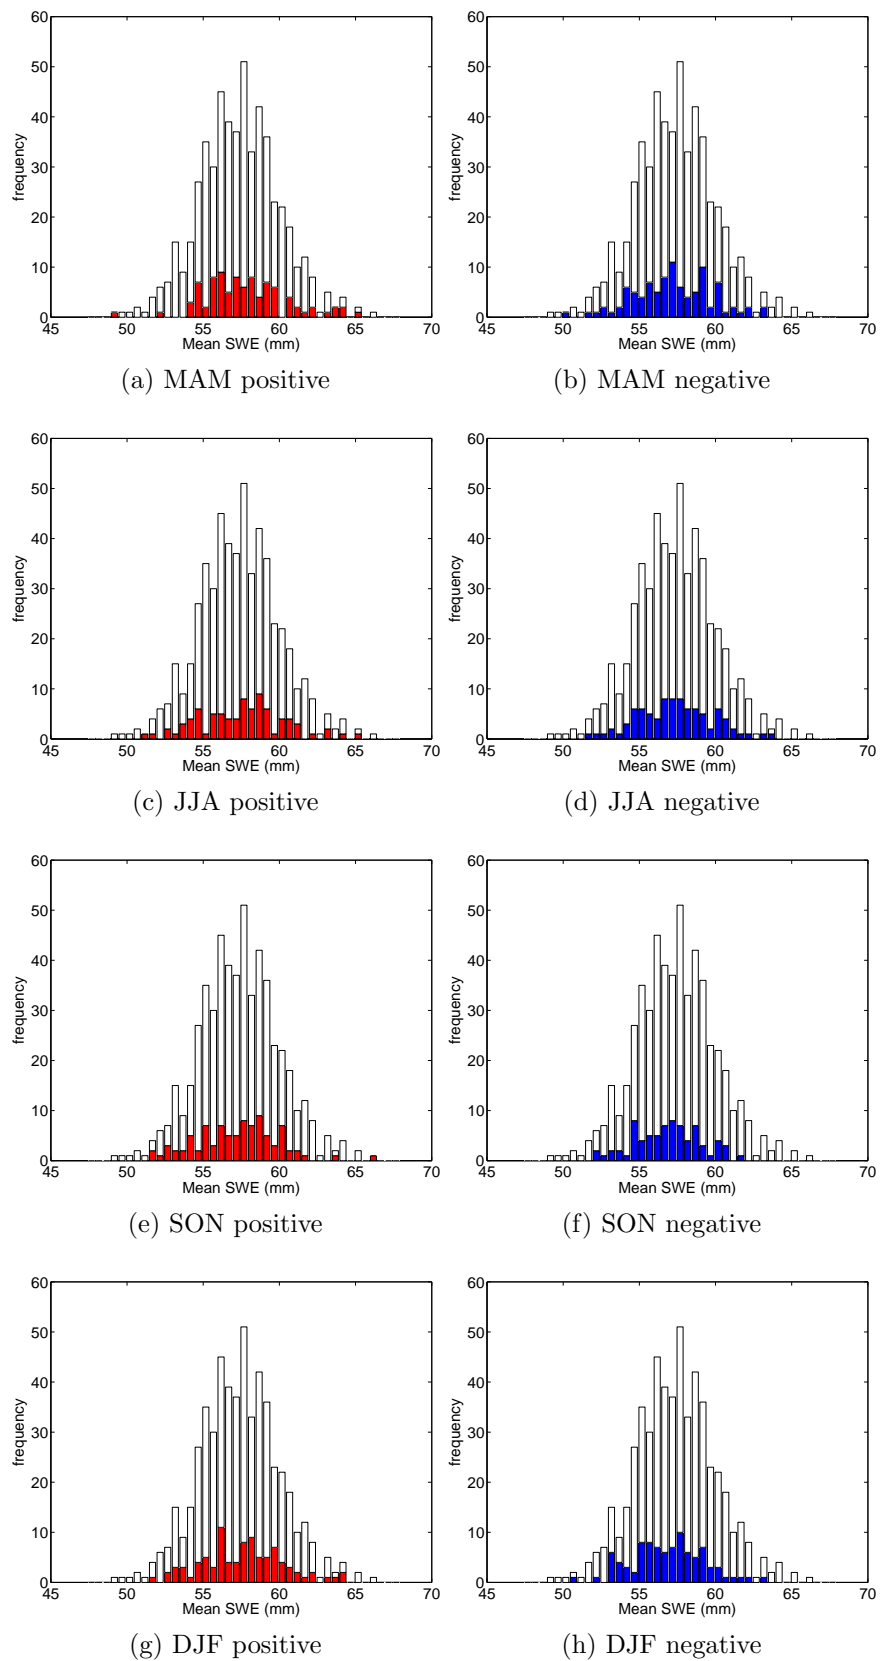 60 60
50 50
40 40
30 30
20 20
10 10
0 0
45 50 55 60 65 70 45 50 55 60 65 70
frequency frequency
Mean SWE (mm) Mean SWE (mm)
(a) MAM positive (b) MAM negative
60 60
50 50
40 40
30 30
20 20
10 10
0 0
45 50 55 60 65 70 45 50 55 60 65 70
frequency frequency
Mean SWE (mm) Mean SWE (mm)
(c) JJA positive (d) JJA negative
60 60
50 50
40 40
30 30
20 20
10 10
0 0
45 50 55 60 65 70 45 50 55 60 65 70
frequency frequency
Mean SWE (mm) Mean SWE (mm)
(e) SON positive (f) SON negative
60 60
50 50
40 40
30 30
20 20
10 10
0 0
45 50 55 60 65 70 45 50 55 60 65 70
frequency frequency
Mean SWE (mm) Mean SWE (mm)
(g) DJF positive (h) DJF negative